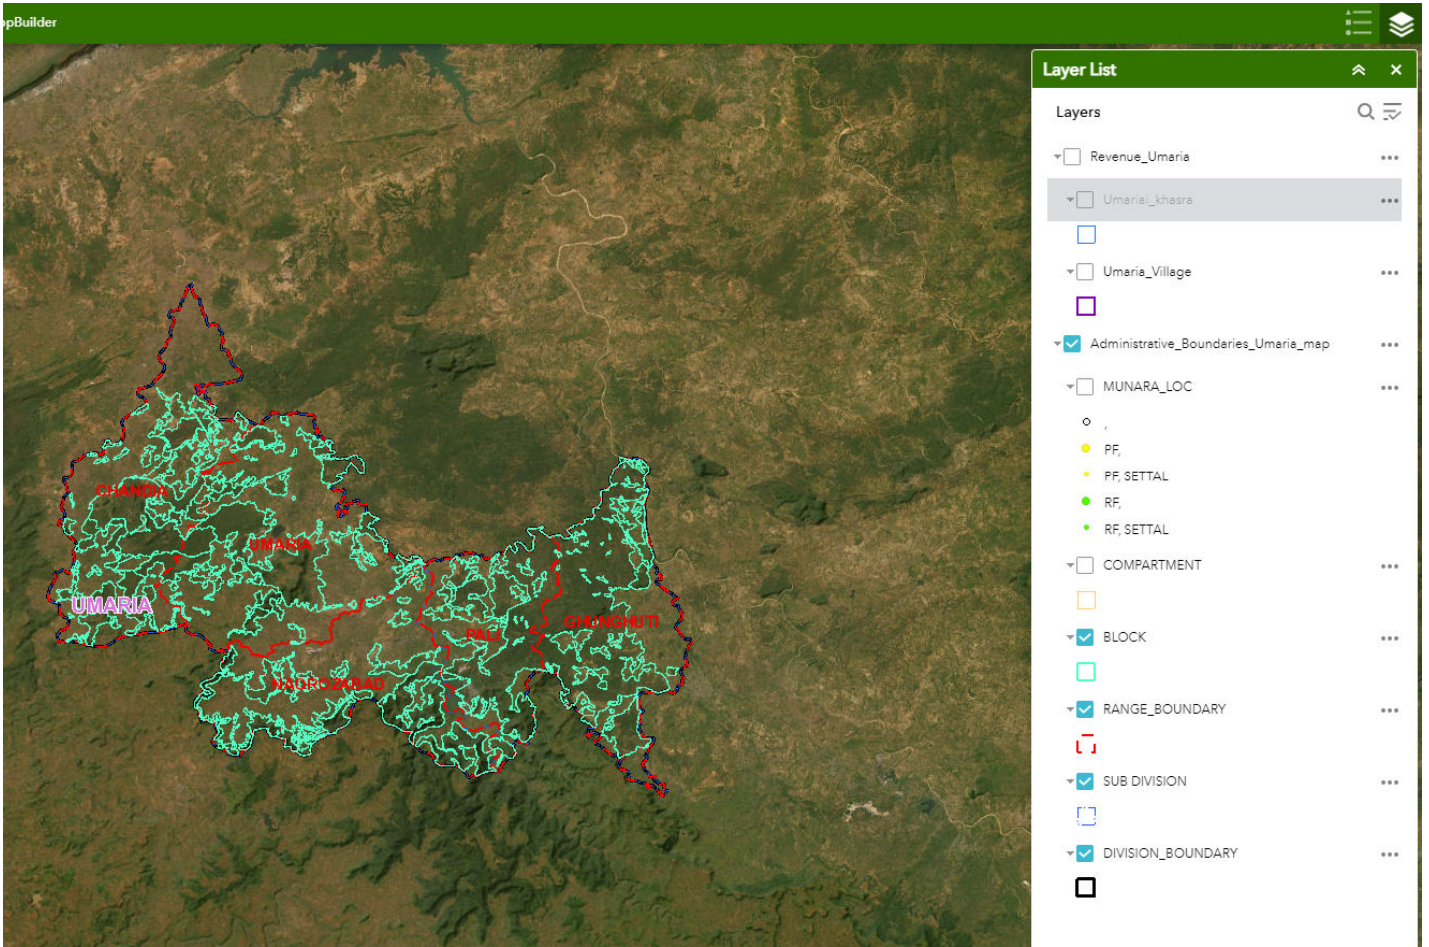 ppBuilder
Layer List
Layers
Revenue_Umaria
Umariai_khasra
Umaria_Village
Administrative_Boundaries_Umaria_map
MUNARA_LOC
,
PF,
PF, SETTAL
RF,
RF, SETTAL
COMPARTMENT
BLOCK
RANGE_BOUNDARY
SUB DIVISION
DIVISION_BOUNDARY
CHANDIA
UMARIA
UMARIA
PALI
GHUNGHUTI
NAOROZABAD